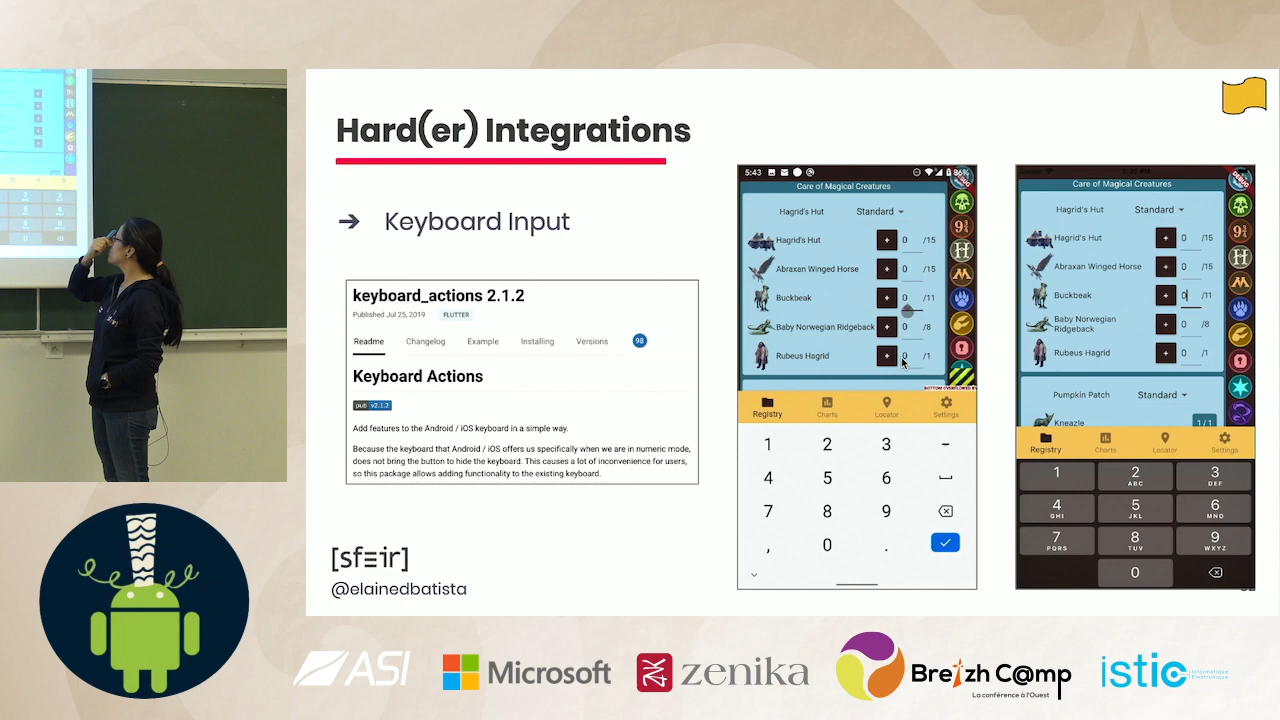 Hard(er) Integrations
➔ Keyboard Input
keyboard_actions 2.1.2
Published Jul 25, 2019 FLUTTER
Readme Changelog Example Installing Versions 98
Keyboard Actions
pub v2.1.2
Add features to the Android / iOS keyboard in a simple way.
Because the keyboard that Android / iOS offers us specifically when we are in numeric mode,
does not bring the button to hide the keyboard. This causes a lot of inconvenience for users,
so this package allows adding functionality to the existing keyboard.
[sfeir]
@elainedbatista
5:43 86%
Care of Magical Creatures
Hagrid's Hut Standard
Hagrid's Hut + 0 /15
Abraxan Winged Horse + 0 /15
Buckbeak + 0 /11
Baby Norwegian Ridgeback + 0 /8
Rubeus Hagrid + 0 /1
BOTTOM OVERFLOWED BY
Registry Charts Locator Settings
1 2 3 -
4 5 6
7 8 9
, 0 .
DEBUG
Care of Magical Creatures
Hagrid's Hut Standard
Hagrid's Hut + 0 /15
Abraxan Winged Horse + 0 /15
Buckbeak + 0 /11
Baby Norwegian
Ridgeback + 0 /8
Rubeus Hagrid + 0 /1
Pumpkin Patch Standard
Kneazle 1/1
Registry Charts Locator Settings
1 2 3
ABC DEF
4 5 6
GHI JKL MNO
7 8 9
PQRS TUV WXYZ
0
ASI Microsoft zenika Breizh C@mp istic
La conférence à l'Ouest
Informatique
Electronique